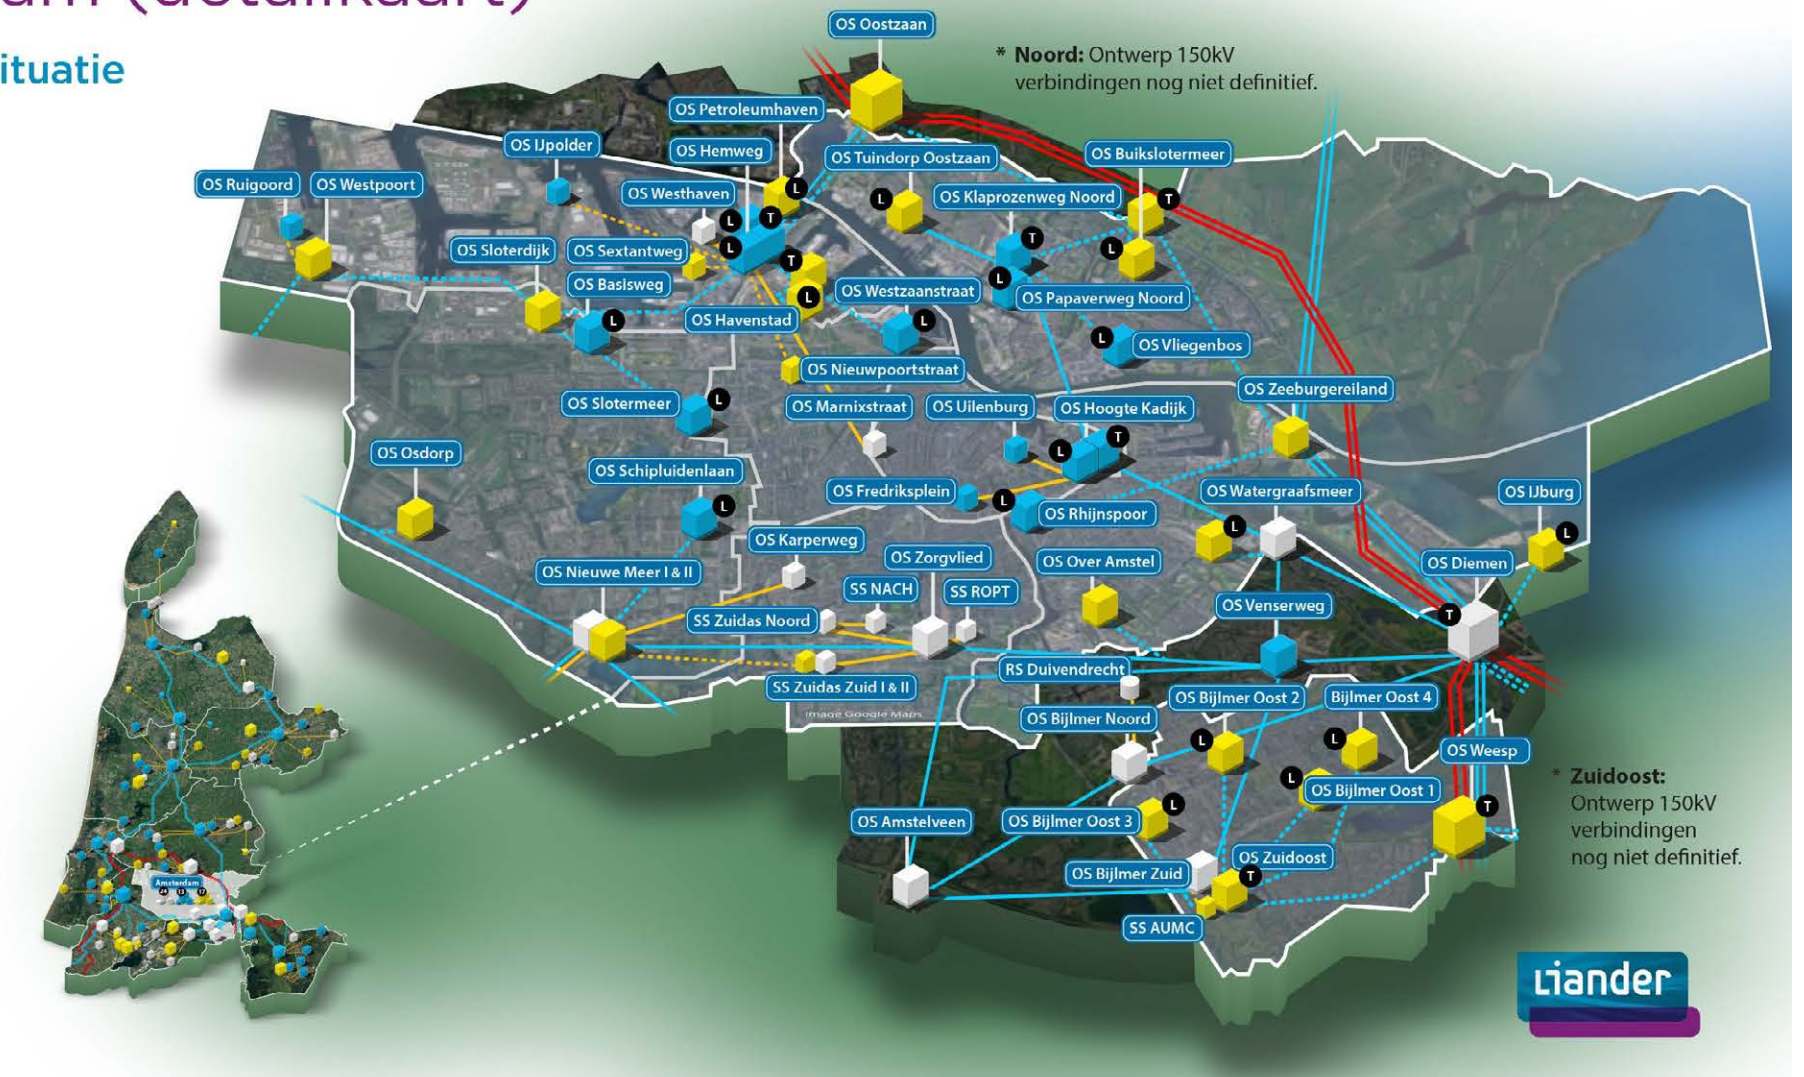 ituatie
OS Oostzaan
* Noord: Ontwerp 150kV
verbindingen nog niet definitief.
OS Petroleumhaven
OS Hemweg
OS IJpolder
OS Tuindorp Oostzaan
OS Buikslotermeer
OS Ruigoord
OS Westpoort
OS Westhaven
OS Klaprozenweg Noord
L
L
T
L
T
T
L
L
L
T
L
OS Sloterdijk
OS Sextantweg
OS Basisweg
OS Westzaanstraat
OS Papaverweg Noord
L
L
L
OS Havenstad
L
OS Vliegenbos
OS Nieuwpoortstraat
OS Zeeburgereiland
OS Slotermeer
L
OS Marnixstraat
OS Uilenburg
OS Hoogte Kadijk
L
T
OS Osdorp
OS Schipluidenlaan
L
OS Fredriksplein
L
OS Rhijnspoor
OS Watergraafsmeer
OS IJburg
L
L
OS Karperweg
OS Zorgvlied
OS Over Amstel
OS Diemen
OS Nieuwe Meer I & II
SS NACH
SS ROPT
OS Venserweg
T
SS Zuidas Noord
RS Duivendrecht
SS Zuidas Zuid I & II
Image Google Maps
OS Bijlmer Noord
OS Bijlmer Oost 2
Bijlmer Oost 4
L
L
OS Weesp
* Zuidoost:
Ontwerp 150kV
verbindingen
nog niet definitief.
L
OS Bijlmer Oost 1
T
OS Amstelveen
OS Bijlmer Oost 3
L
OS Bijlmer Zuid
OS Zuidoost
T
SS AUMC
Amsterdam
Liander